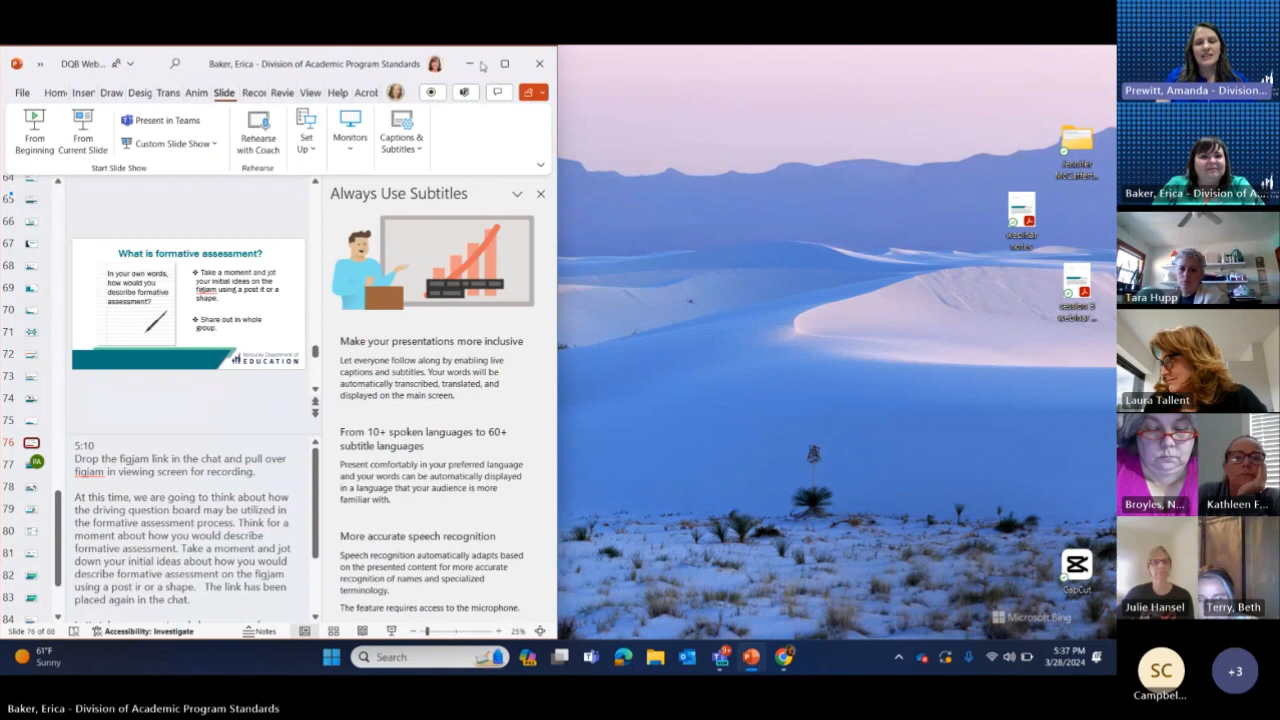 DQB Web...
Baker, Erica - Division of Academic Program Standards
File
Hom
Inser
Draw
Desig
Trans
Anim
Slide
Reco
Revie
View
Help
Acrob
From Beginning
From Current Slide
Present in Teams
Custom Slide Show
Start Slide Show
Rehearse with Coach
Rehearse
Set Up
Monitors
Captions & Subtitles
64
65
66
67
68
69
70
71
72
73
74
75
76
77
PA
78
79
80
81
82
83
84
What is formative assessment?
In your own words,
how would you
describe formative
assessment?
Take a moment and jot
your initial ideas on the
figjam using a post it or a
shape.
Share out in whole
group.
Kentucky Department of
EDUCATION
5:10
Drop the figjam link in the chat and pull over
figjam in viewing screen for recording.
At this time, we are going to think about how
the driving question board may be utilized in
the formative assessment process. Think for a
moment about how you would describe
formative assessment. Take a moment and jot
down your initial ideas about how you would
describe formative assessment on the figjam
using a post ir or a shape. The link has been
placed again in the chat.
Always Use Subtitles
Make your presentations more inclusive
Let everyone follow along by enabling live
captions and subtitles. Your words will be
automatically transcribed, translated, and
displayed on the main screen.
From 10+ spoken languages to 60+
subtitle languages
Present comfortably in your preferred language
and your words can be automatically displayed
in a language that your audience is more
familiar with.
More accurate speech recognition
Speech recognition automatically adapts based
on the presented content for more accurate
recognition of names and specialized
terminology.
The feature requires access to the microphone.
Slide 76 of 88
Accessibility: Investigate
Notes
25%
Jennifer
McCaffert...
webinar
notes
session 8
webinar ...
CapCut
Microsoft Bing
61°F
Sunny
Search
9+
5:37 PM
3/28/2024
Baker, Erica - Division of Academic Program Standards
Prewitt, Amanda - Division...
Baker, Erica - Division of A...
Tara Hupp
Laura Tallent
Broyles, N...
Kathleen F...
Julie Hansel
Terry, Beth
SC
Campbel...
+3